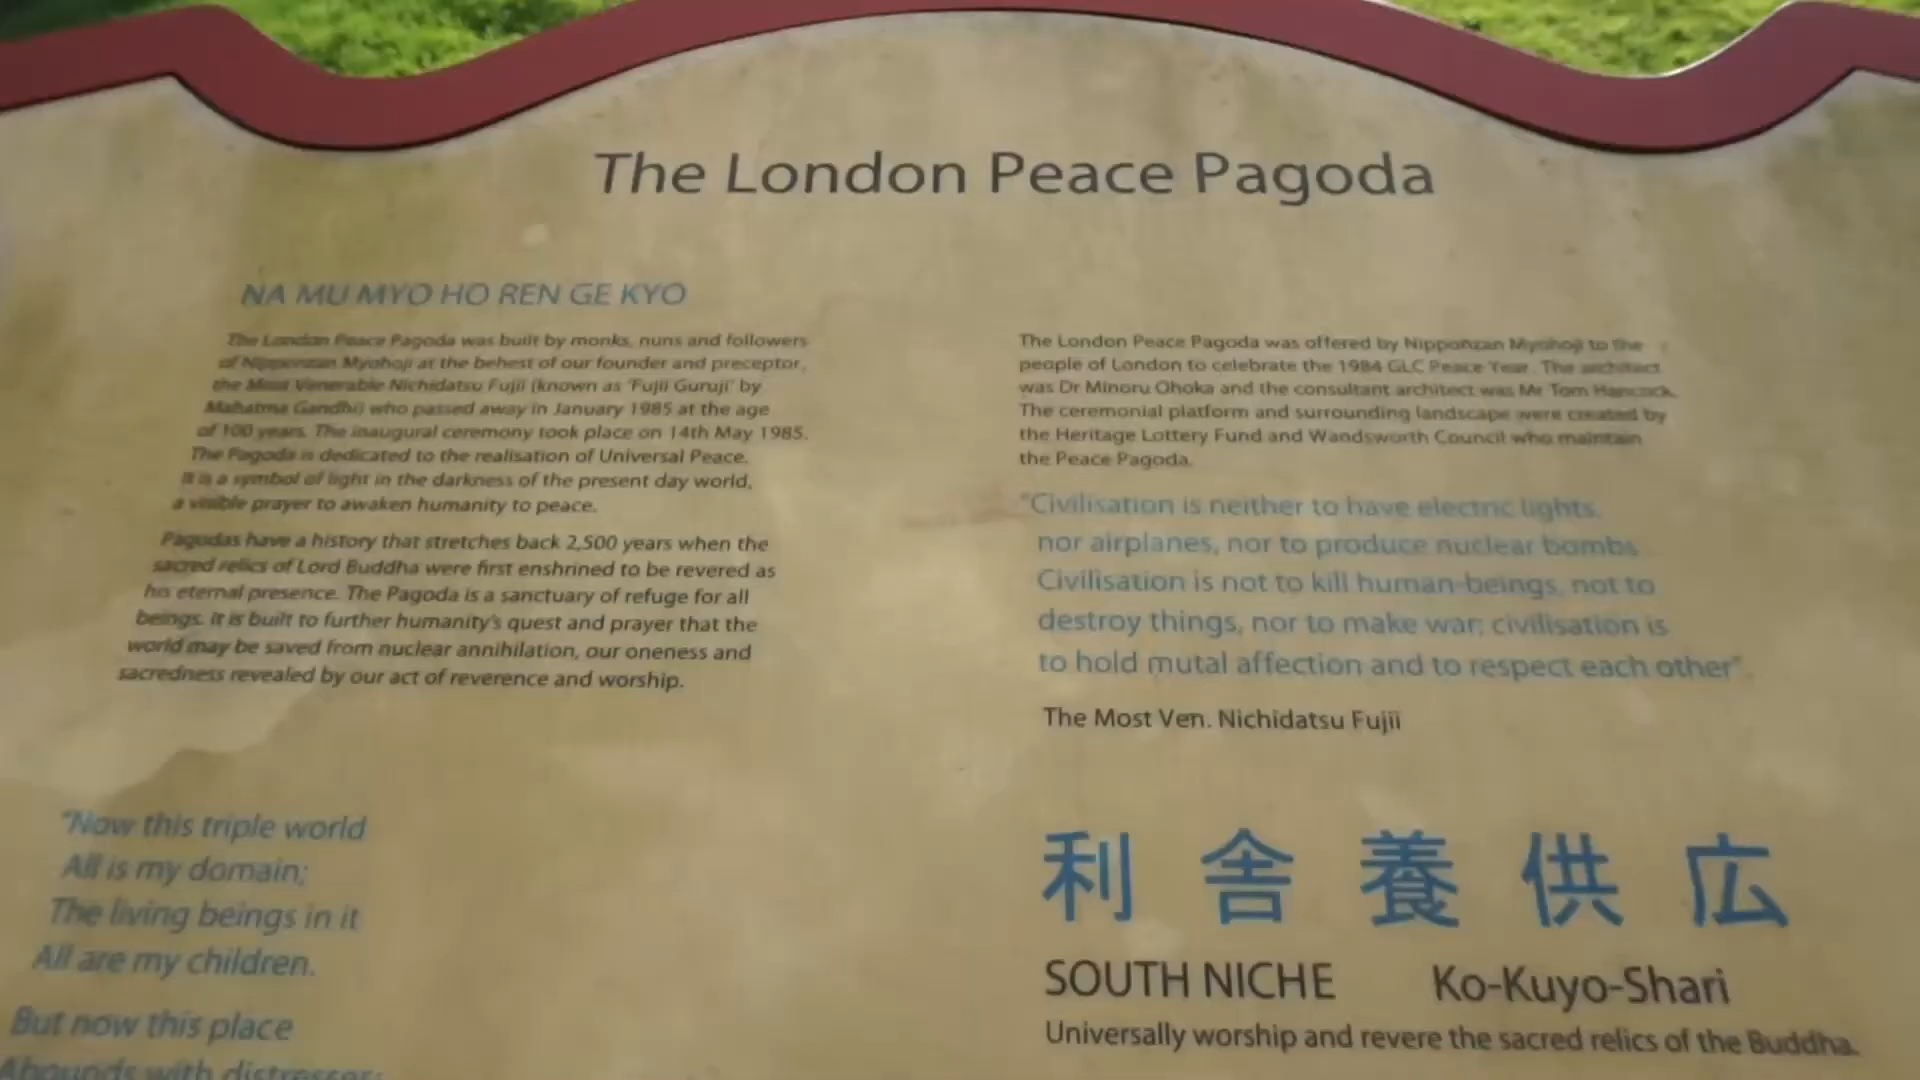 The London Peace Pagoda
NA MU MYO HO REN GE KYO
The London Peace Pagoda was built by monks, nuns and followers
of Nipponzan Myohoji at the behest of our founder and preceptor,
the Most Venerable Nichidatsu Fujii (known as 'Fujii Guruji' by
Mahatma Gandhi) who passed away in January 1985 at the age
of 100 years. The inaugural ceremony took place on 14th May 1985.
The Pagoda is dedicated to the realisation of Universal Peace.
It is a symbol of light in the darkness of the present day world,
a visible prayer to awaken humanity to peace.
Pagodas have a history that stretches back 2,500 years when the
sacred relics of Lord Buddha were first enshrined to be revered as
his eternal presence. The Pagoda is a sanctuary of refuge for all
beings. It is built to further humanity's quest and prayer that the
world may be saved from nuclear annihilation, our oneness and
sacredness revealed by our act of reverence and worship.
"Now this triple world
All is my domain;
The living beings in it
All are my children.
But now this place
Abounds with distresses;
The London Peace Pagoda was offered by Nipponzan Myohoji to the
people of London to celebrate the 1984 GLC Peace Year. The architect
was Dr Minoru Ohoka and the consultant architect was Mr Tom Hancock.
The ceremonial platform and surrounding landscape were created by
the Heritage Lottery Fund and Wandsworth Council who maintain
the Peace Pagoda.
"Civilisation is neither to have electric lights,
nor airplanes, nor to produce nuclear bombs.
Civilisation is not to kill human-beings, not to
destroy things, nor to make war; civilisation is
to hold mutal affection and to respect each other".
The Most Ven. Nichidatsu Fujii
利舎養供広
SOUTH NICHE Ko-Kuyo-Shari
Universally worship and revere the sacred relics of the Buddha.